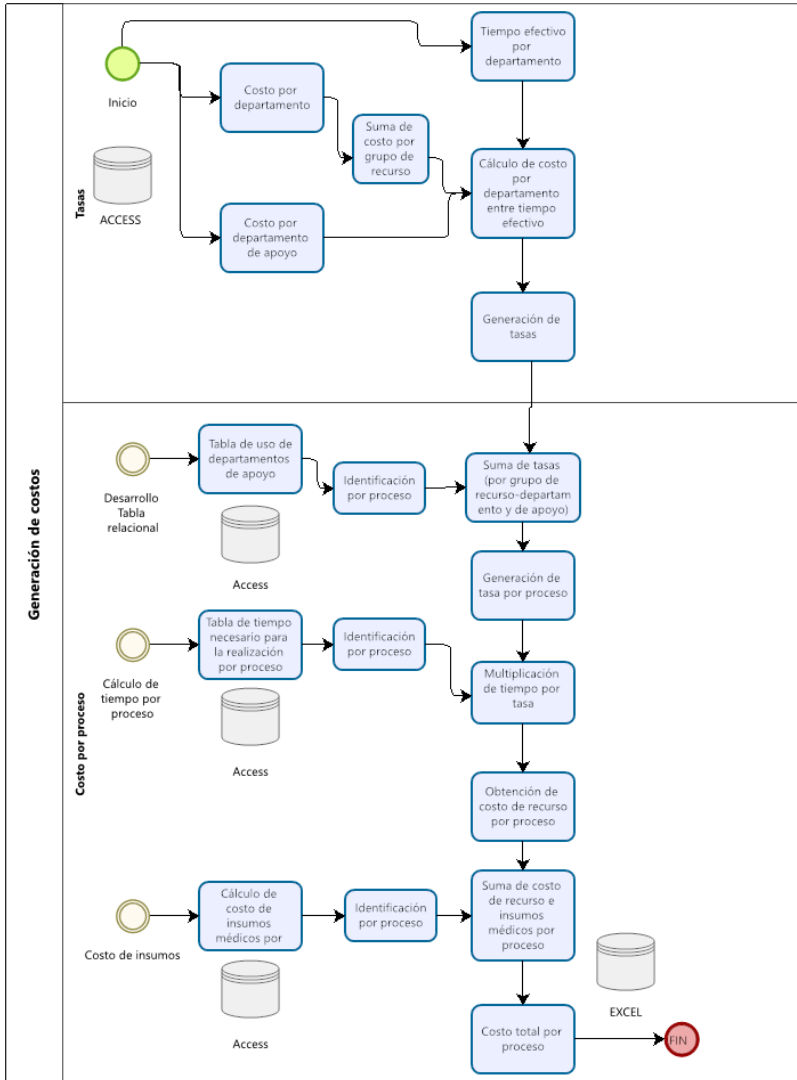 Generación de costos
Tasas
Inicio
ACCESS
Tiempo efectivo
por
departamento
Costo por
departamento
Suma de
costo por
grupo de
recurso
Cálculo de costo
por
departamento
entre tiempo
efectivo
Costo por
departamento
de apoyo
Generación de
tasas
Costo por proceso
Desarrollo
Tabla
relacional
Tabla de uso de
departamentos
de apoyo
Access
Identificación
por proceso
Suma de tasas
(por grupo de
recurso-departam
ento y de apoyo)
Generación de
tasa por proceso
Cálculo de
tiempo por
proceso
Tabla de tiempo
necesario para
la realización
por proceso
Access
Identificación
por proceso
Multiplicación
de tiempo por
tasa
Obtención de
costo de recurso
por proceso
Costo de insumos
Cálculo de
costo de
insumos
médicos por
Access
Identificación
por proceso
Suma de costo
de recurso e
insumos
médicos por
proceso
EXCEL
Costo total por
proceso
FIN